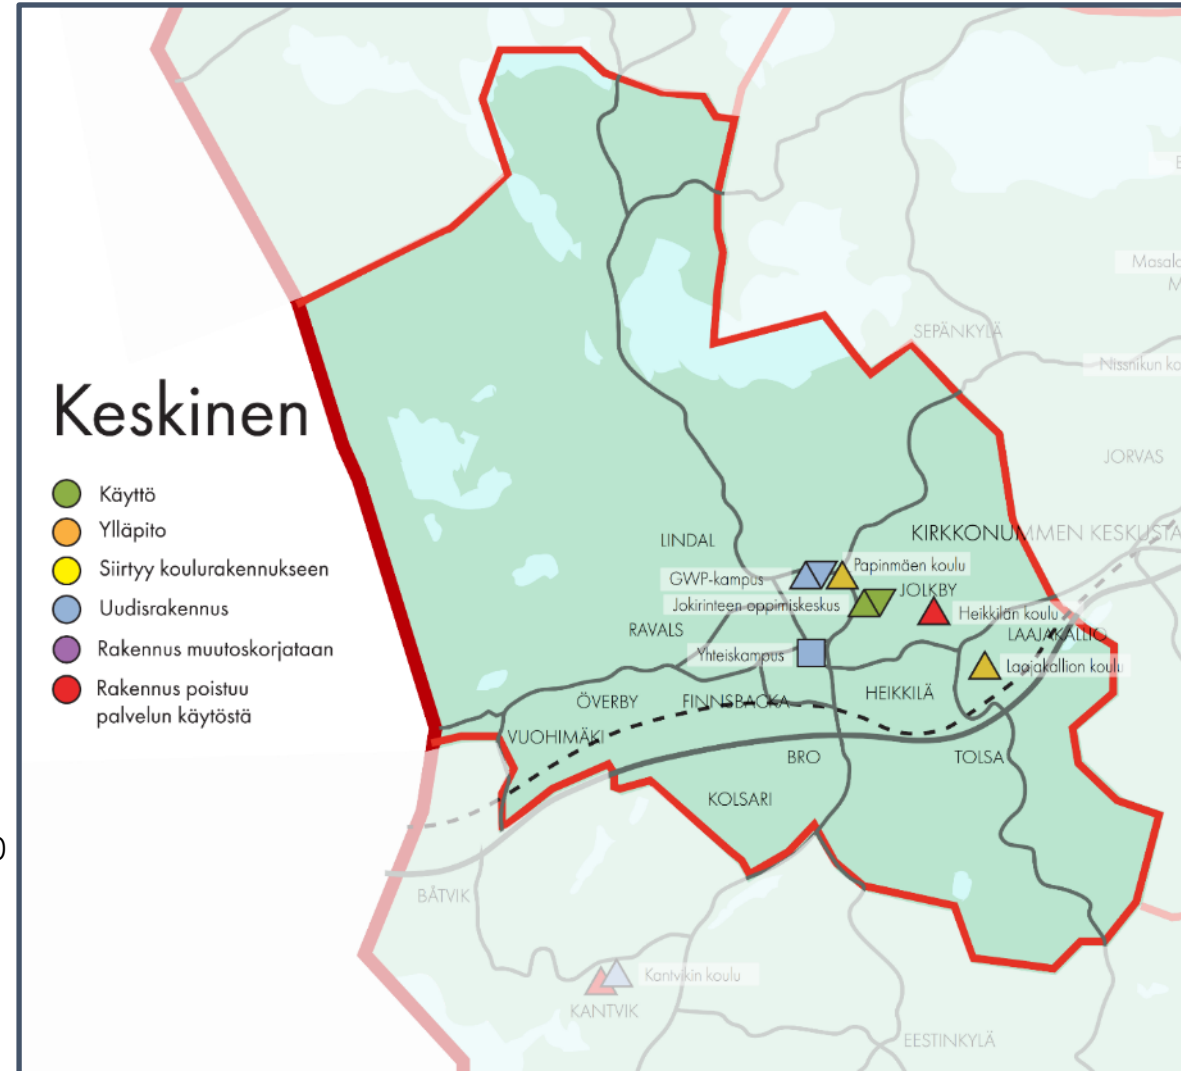 SEPÄNKYLÄ
Masala
M
Nissnikun ko
Keskinen
JORVAS
Käyttö
Ylläpito
KIRKKONUMMEN KESKUSTA
LINDAL
Siirtyy koulurakennukseen
Papinmäen koulu
GWP-kampus
JOLKBY
Jokirinteen oppimiskeskus
Uudisrakennus
Heikkilän koulu
RAVALS
LAAJAKALLIO
Rakennus muutoskorjataan
Yhteiskampus
Laajakallion koulu
Rakennus poistuu
palvelun käytöstä
HEIKKILÄ
ÖVERBY
FINNSBACKA
VUOHIMÄKI
BRO
TOLSA
KOLSARI
BÅTVIK
Kantvikin koulu
KANTVIK
EESTINKYLÄ